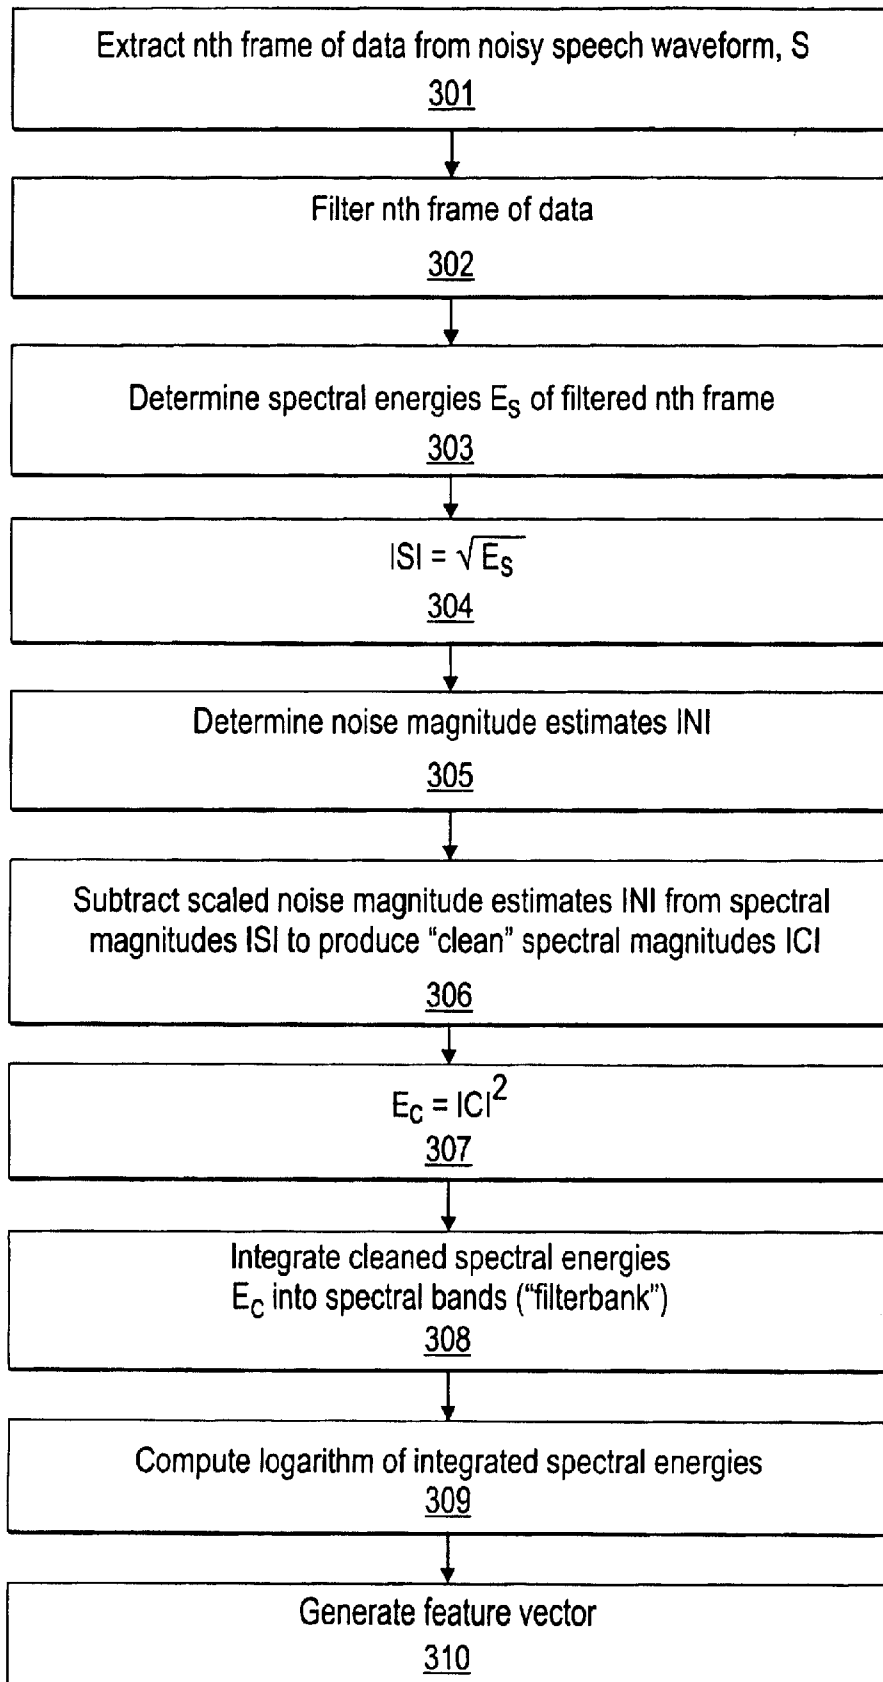 Extract nth frame of data from noisy speech waveform, S
301
Filter nth frame of data
302
Determine spectral energies E_S of filtered nth frame
303
|S| = √E_S
304
Determine noise magnitude estimates |N|
305
Subtract scaled noise magnitude estimates |N| from spectral
magnitudes |S| to produce “clean” spectral magnitudes |C|
306
E_C = |C|²
307
Integrate cleaned spectral energies
E_C into spectral bands (“filterbank”)
308
Compute logarithm of integrated spectral energies
309
Generate feature vector
310